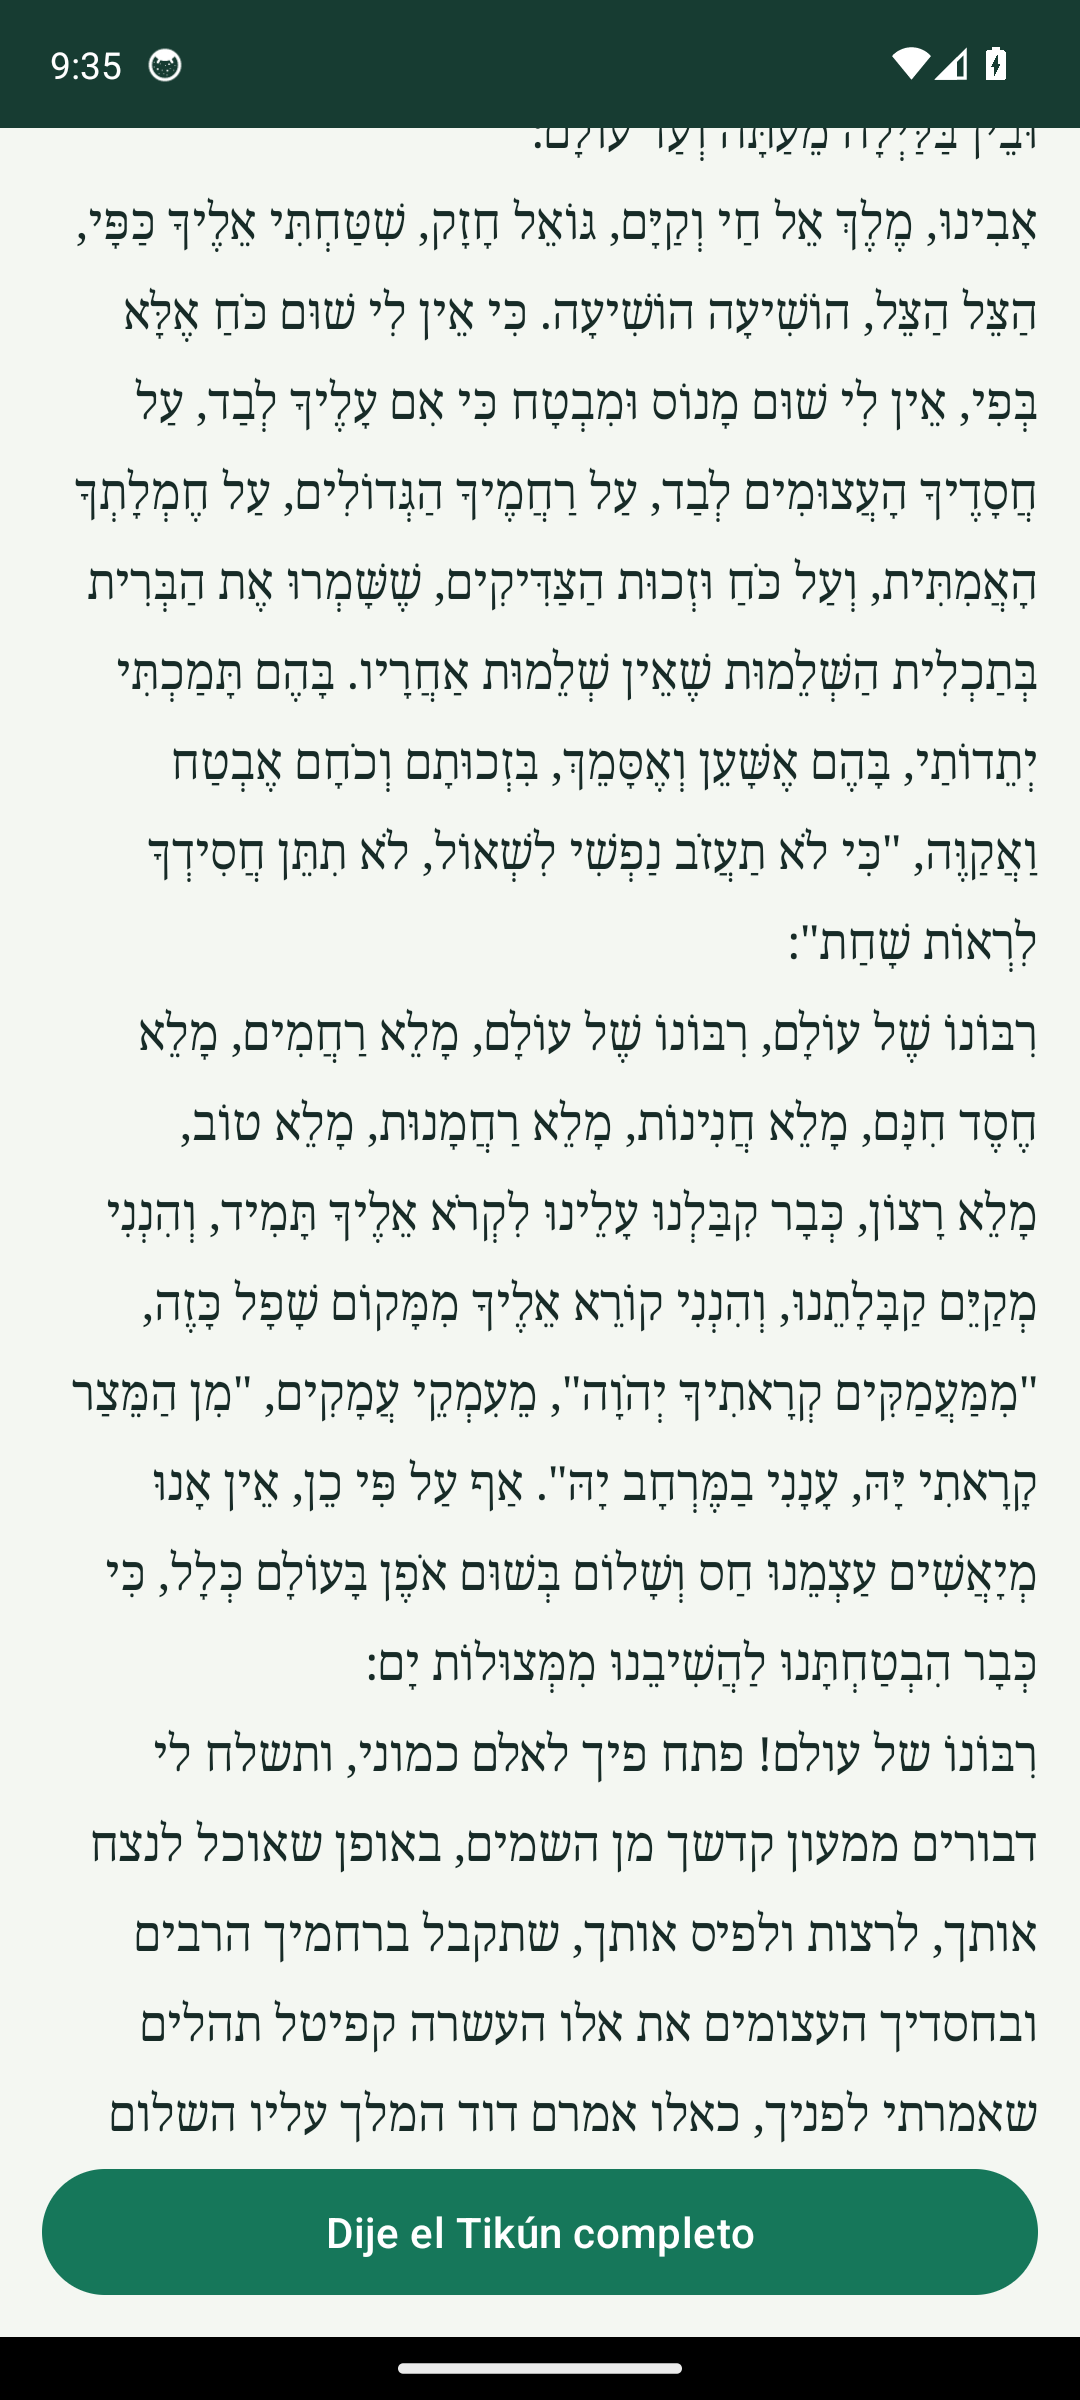 9:35
וּבֵין בַּלַּיְלָה מֵעַתָּה וְעַד עוֹלָם:
אָבִינוּ, מֶלֶךְ אֵל חַי וְקַיָּם, גּוֹאֵל חָזָק, שִׁטַּחְתִּי אֵלֶיךָ כַּפָּי,
הַצֵּל הַצֵּל, הוֹשִׁיעָה הוֹשִׁיעָה. כִּי אֵין לִי שׁוּם כֹּחַ אֶלָּא
בְּפִי, אֵין לִי שׁוּם מָנוֹס וּמִבְטָח כִּי אִם עָלֶיךָ לְבַד, עַל
חֲסָדֶיךָ הָעֲצוּמִים לְבַד, עַל רַחֲמֶיךָ הַגְּדוֹלִים, עַל חֶמְלָתְךָ
הָאֲמִתִּית, וְעַל כֹּחַ וּזְכוּת הַצַּדִּיקִים, שֶׁשָּׁמְרוּ אֶת הַבְּרִית
בְּתַכְלִית הַשְּׁלֵמוּת שֶׁאֵין שְׁלֵמוּת אַחֲרָיו. בָּהֶם תָּמַכְתִּי
יְתֵדוֹתַי, בָּהֶם אֶשָּׁעֵן וְאֶסָּמֵךְ, בִּזְכוּתָם וְכֹחָם אֶבְטַח
וַאֲקַוֶּה, "כִּי לֹא תַעֲזֹב נַפְשִׁי לִשְׁאוֹל, לֹא תִתֵּן חֲסִידְךָ
לִרְאוֹת שָׁחַת":
רִבּוֹנוֹ שֶׁל עוֹלָם, רִבּוֹנוֹ שֶׁל עוֹלָם, מָלֵא רַחֲמִים, מָלֵא
חֶסֶד חִנָּם, מָלֵא חֲנִינוֹת, מָלֵא רַחֲמָנוּת, מָלֵא טוֹב,
מָלֵא רָצוֹן, כְּבָר קִבַּלְנוּ עָלֵינוּ לִקְרֹא אֵלֶיךָ תָּמִיד, וְהִנְנִי
מְקַיֵּם קַבָּלָתֵנוּ, וְהִנְנִי קוֹרֵא אֵלֶיךָ מִמָּקוֹם שָׁפָל כָּזֶה,
"מִמַּעֲמַקִּים קְרָאתִיךָ יְהֹוָה", מֵעִמְקֵי עֲמָקִים, "מִן הַמֵּצַר
קָרָאתִי יָּהּ, עָנָנִי בַמֶּרְחָב יָהּ". אַף עַל פִּי כֵן, אֵין אָנוּ
מְיָאֲשִׁים עַצְמֵנוּ חַס וְשָׁלוֹם בְּשׁוּם אֹפֶן בָּעוֹלָם כְּלָל, כִּי
כְּבָר הִבְטַחְתָּנוּ לַהֲשִׁיבֵנוּ מִמְּצוּלוֹת יָם:
רִבּוֹנוֹ של עולם! פתח פיך לאלם כמוני, ותשלח לי
דבורים ממעון קדשך מן השמים, באופן שאוכל לנצח
אותך, לרצות ולפיס אותך, שתקבל ברחמיך הרבים
ובחסדיך העצומים את אלו העשרה קפיטל תהלים
שאמרתי לפניך, כאלו אמרם דוד המלך עליו השלום
Dije el Tikún completo